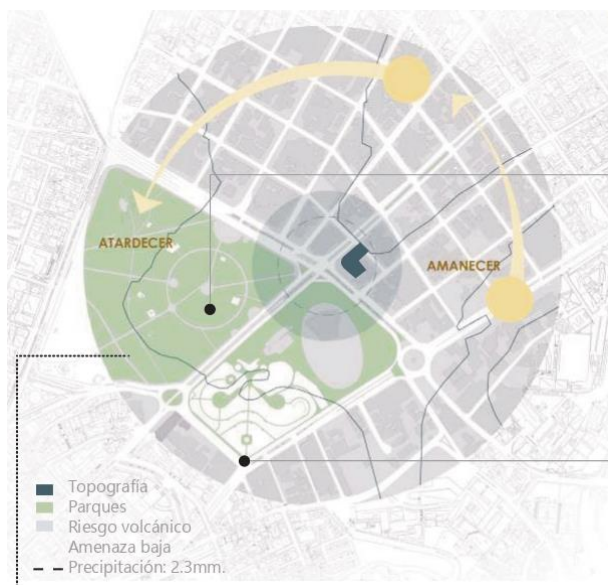 ATARDECER
AMANECER
Topografía
Parques
Riesgo volcánico
Amenaza baja
Precipitación: 2.3mm.